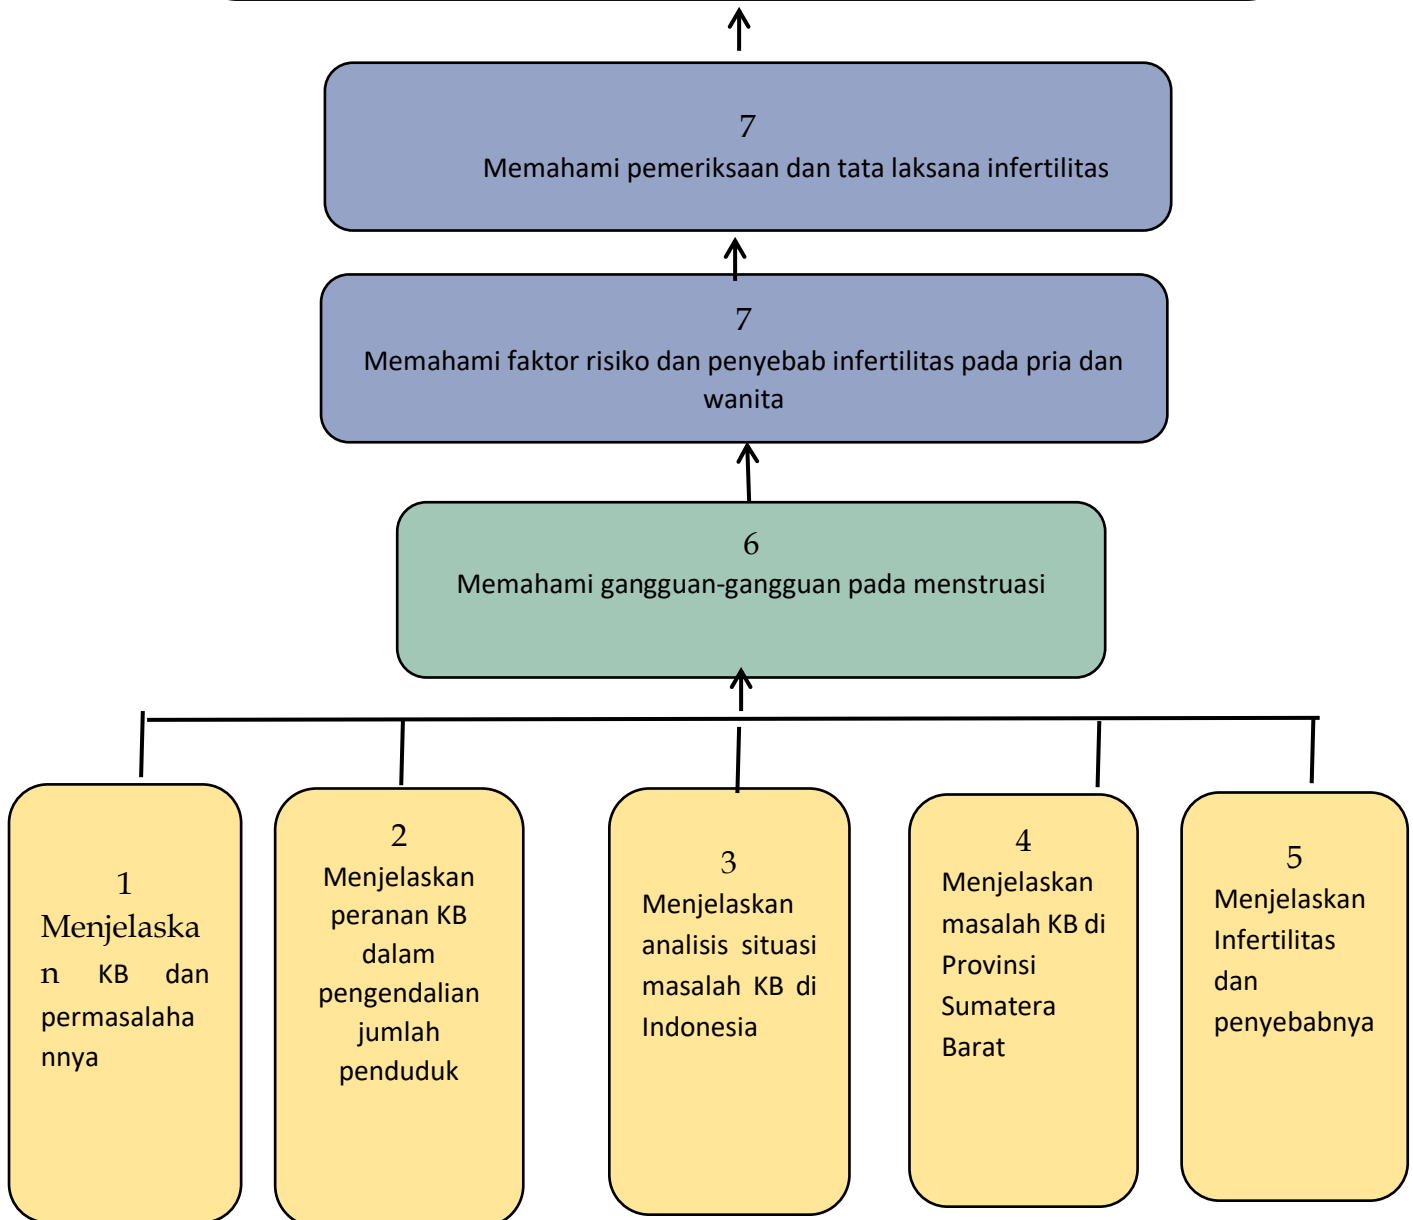 7
Memahami pemeriksaan dan tata laksana infertilitas
7
Memahami faktor risiko dan penyebab infertilitas pada pria dan
wanita
6
Memahami gangguan-gangguan pada menstruasi
1
Menjelaska
n KB dan
permasalaha
nnya
2
Menjelaskan
peranan KB
dalam
pengendalian
jumlah
penduduk
3
Menjelaskan
analisis situasi
masalah KB di
Indonesia
4
Menjelaskan
masalah KB di
Provinsi
Sumatera
Barat
5
Menjelaskan
Infertilitas
dan
penyebabnya